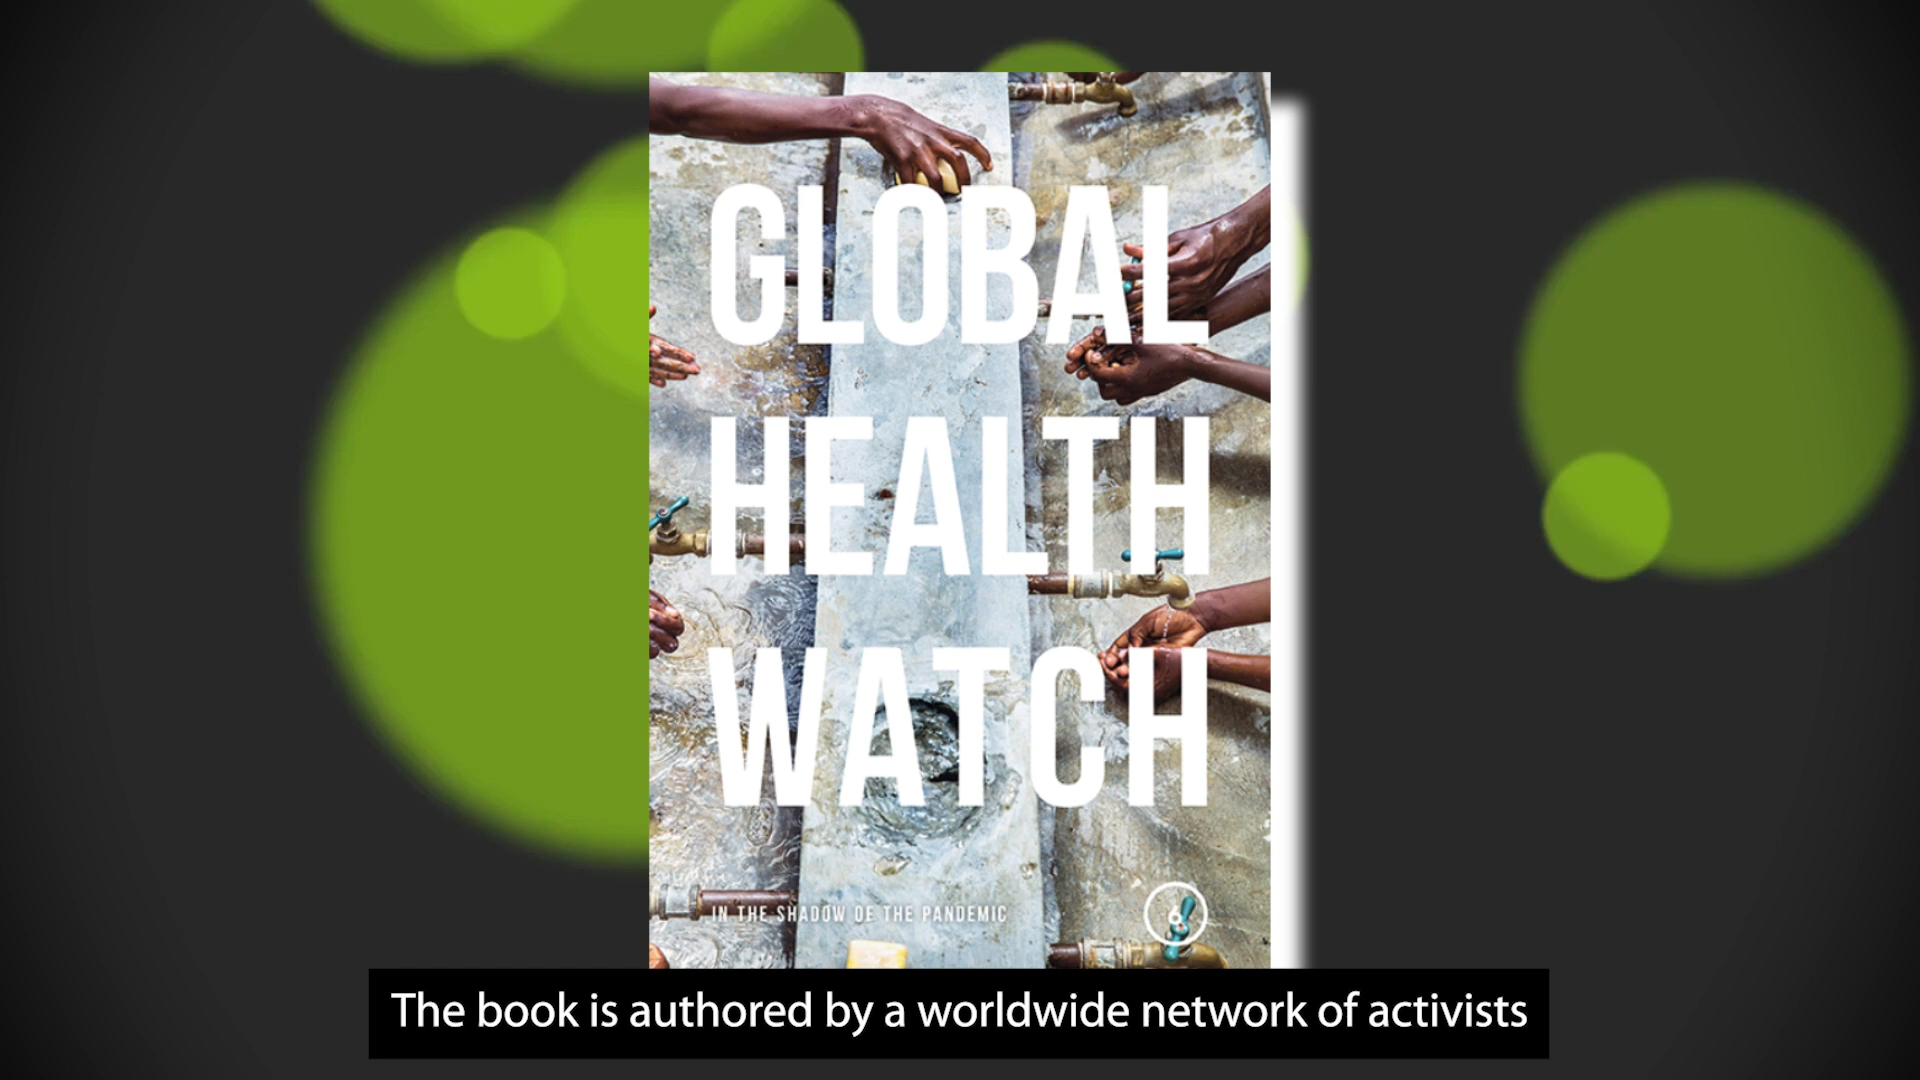 GLOBAL
HEALTH
WATCH
IN THE SHADOW OF THE PANDEMIC
6
The book is authored by a worldwide network of activists